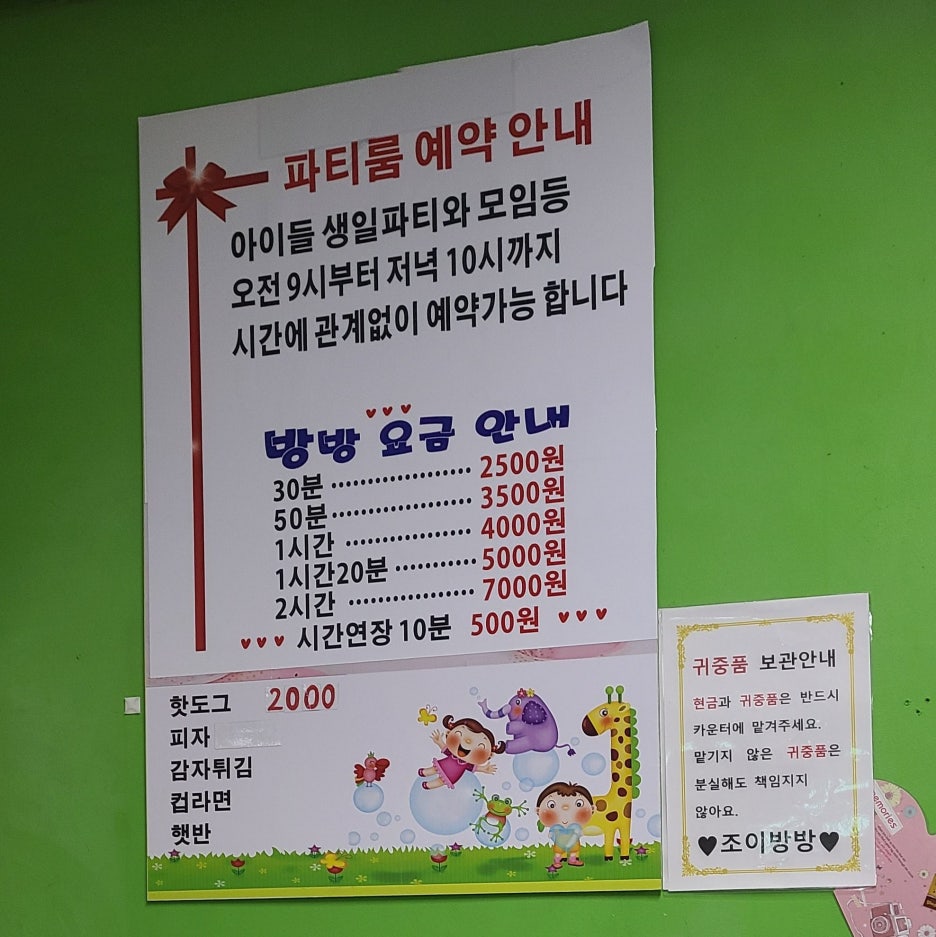 파티룸 예약 안내
아이들 생일파티와 모임등
오전 9시부터 저녁 10시까지
시간에 관계없이 예약가능 합니다
방방 요금 안내
30분 ·················· 2500원
50분 ·················· 3500원
1시간 ················ 4000원
1시간20분 ·········· 5000원
2시간 ················ 7000원
♥♥♥ 시간연장 10분 500원 ♥♥♥
핫도그 2000
피자
감자튀김
컵라면
햇반
귀중품 보관안내
현금과 귀중품은 반드시
카운터에 맡겨주세요.
맡기지 않은 귀중품은
분실해도 책임지지
않아요.
♥조이방방♥
memories